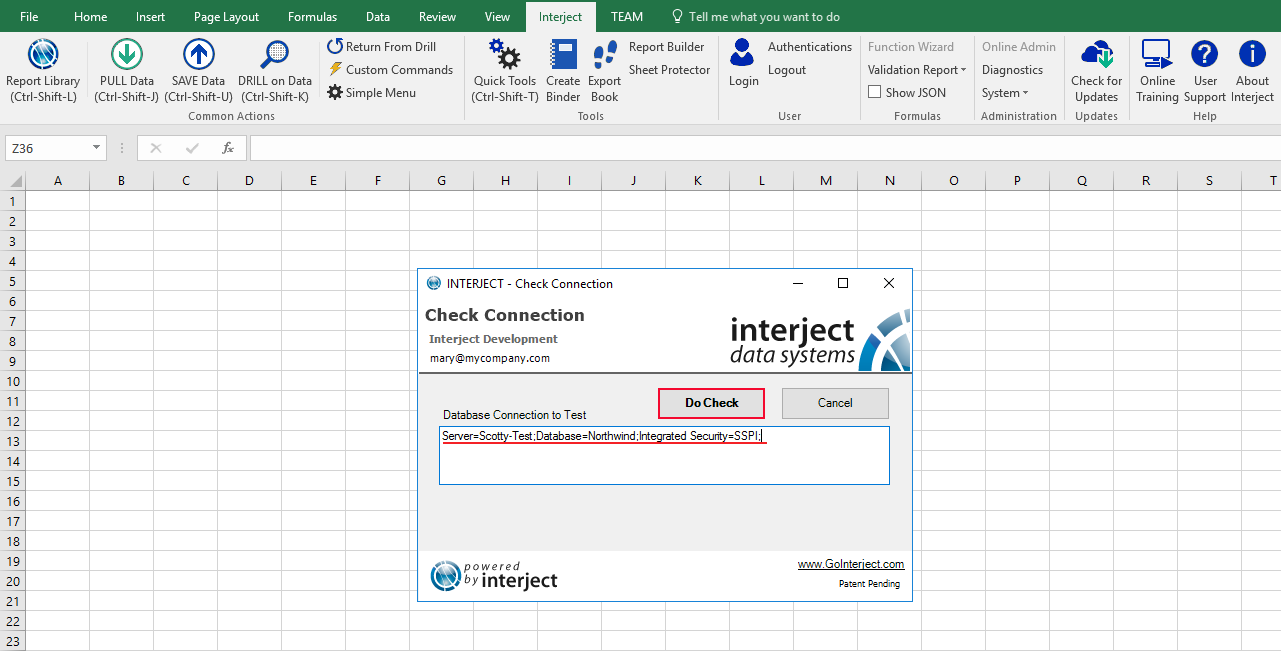 File Home Insert Page Layout Formulas Data Review View Interject TEAM Tell me what you want to do
Report Library
(Ctrl-Shift-L)
PULL Data
(Ctrl-Shift-J)
SAVE Data
(Ctrl-Shift-U)
DRILL on Data
(Ctrl-Shift-K)
Return From Drill
Custom Commands
Simple Menu
Common Actions
Quick Tools
(Ctrl-Shift-T)
Create
Binder
Export
Book
Report Builder
Sheet Protector
Tools
Login
Authentications
Logout
User
Function Wizard
Validation Report
Show JSON
Formulas
Online Admin
Diagnostics
System
Administration
Check for
Updates
Updates
Online
Training
User
Support
About
Interject
Help
Z36
fx
A B C D E F G H I J K L M N O P Q R S T
1
2
3
4
5
6
7
8
9
10
11
12
13
14
15
16
17
18
19
20
21
22
23
INTERJECT - Check Connection
Check Connection
Interject Development
mary@mycompany.com
interject
data systems
Do Check
Cancel
Database Connection to Test
Server=Scotty-Test;Database=Northwind;Integrated Security=SSPI;
powered
by interject
www.GoInterject.com
Patent Pending